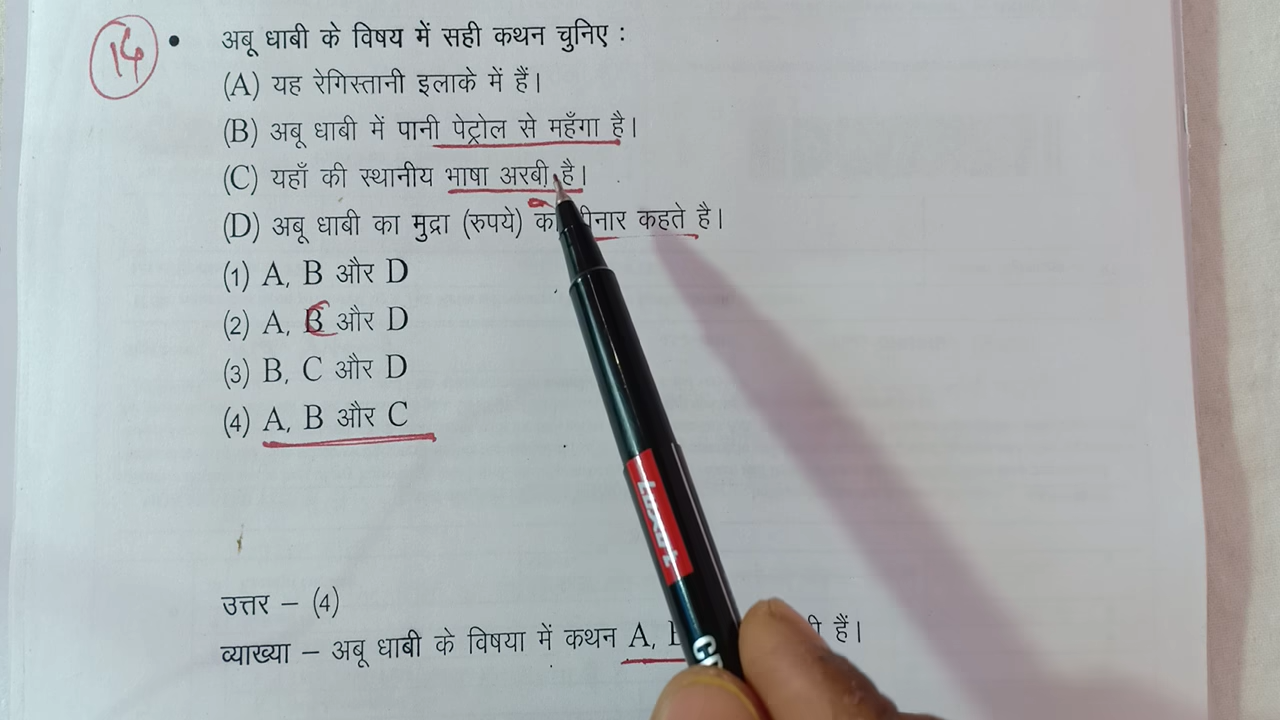 14 • अबू धाबी के विषय में सही कथन चुनिए :
(A) यह रेगिस्तानी इलाके में हैं।
(B) अबू धाबी में पानी पेट्रोल से महँगा है।
(C) यहाँ की स्थानीय भाषा अरबी है।
(D) अबू धाबी का मुद्रा (रुपये) कहते है।
(1) A, B और D
(2) A, C और D
(3) B, C और D
(4) A, B और C
उत्तर – (4)
व्याख्या – अबू धाबी के विषया में कथन A, हैं।
Luxor